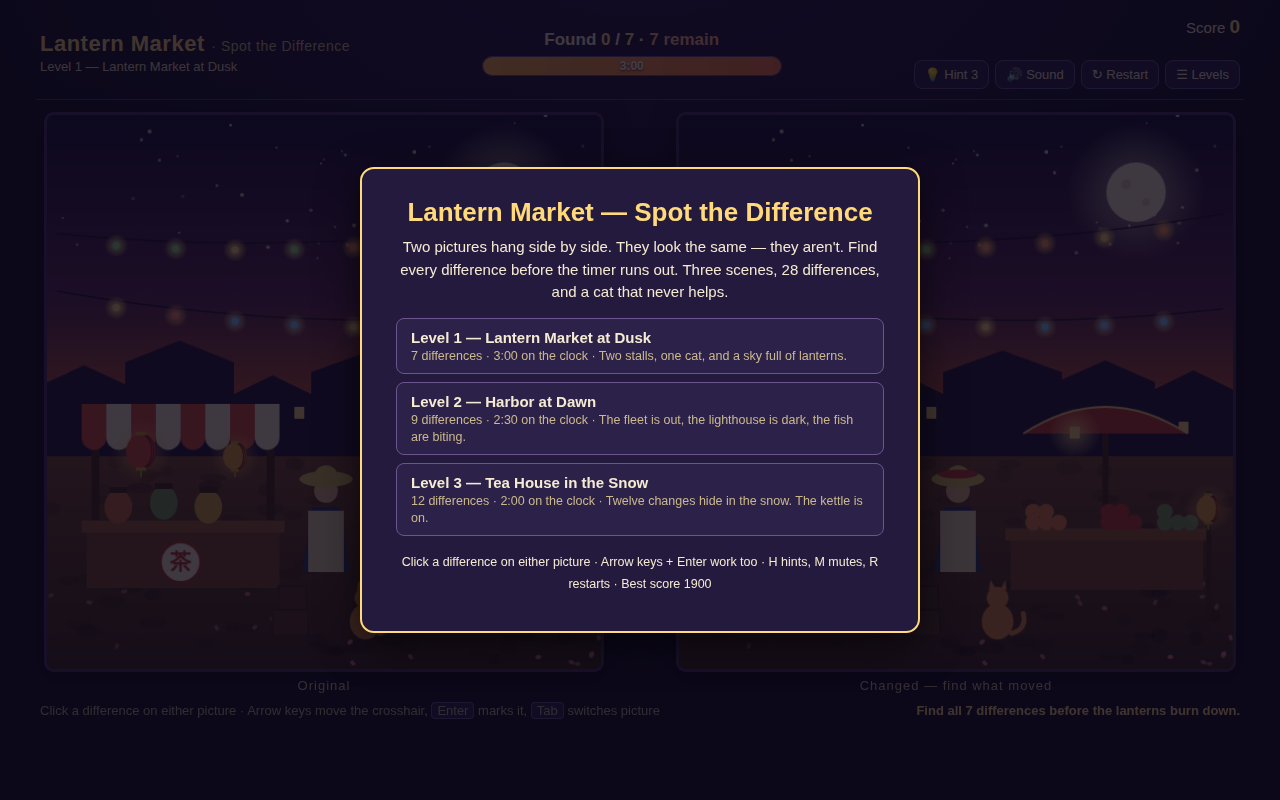 Lantern Market · Spot the Difference
Level 1 — Lantern Market at Dusk
Found 0 / 7 · 7 remain
3:00
Score 0
💡 Hint 3
🔊 Sound
↻ Restart
☰ Levels
Lantern Market — Spot the Difference
Two pictures hang side by side. They look the same — they aren't. Find
every difference before the timer runs out. Three scenes, 28 differences,
and a cat that never helps.
Level 1 — Lantern Market at Dusk
7 differences · 3:00 on the clock · Two stalls, one cat, and a sky full of lanterns.
Level 2 — Harbor at Dawn
9 differences · 2:30 on the clock · The fleet is out, the lighthouse is dark, the fish
are biting.
Level 3 — Tea House in the Snow
12 differences · 2:00 on the clock · Twelve changes hide in the snow. The kettle is
on.
Click a difference on either picture · Arrow keys + Enter work too · H hints, M mutes, R
restarts · Best score 1900
茶
Original
Changed — find what moved
Click a difference on either picture · Arrow keys move the crosshair, Enter marks it, Tab switches picture
Find all 7 differences before the lanterns burn down.